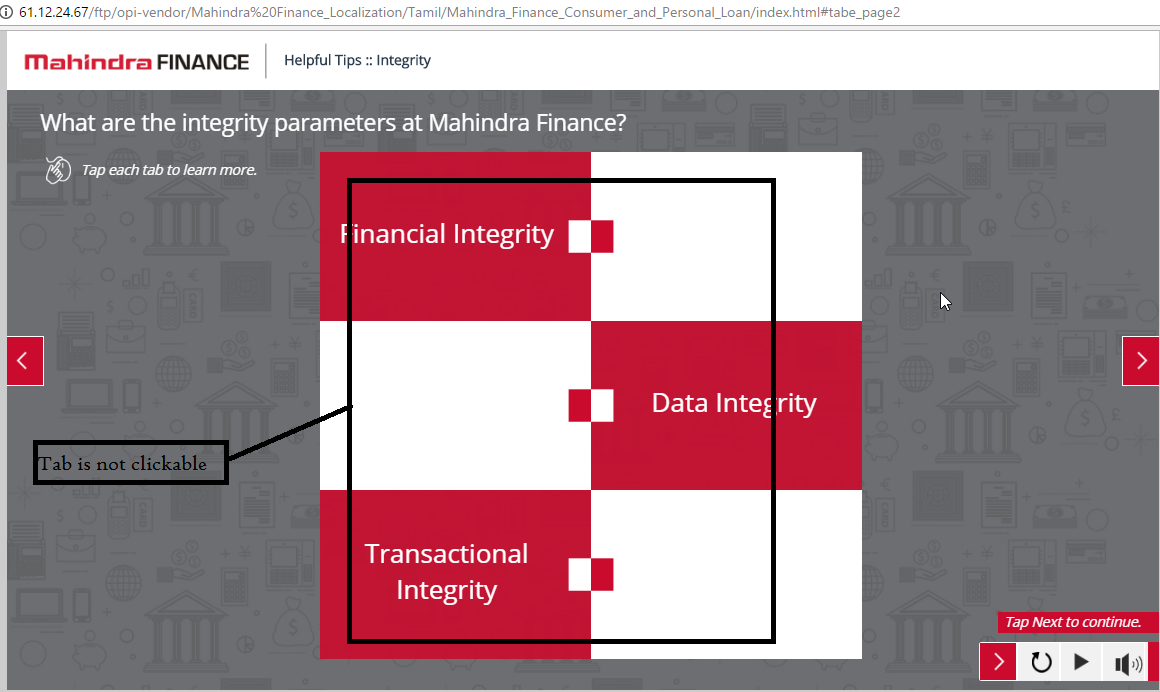 61.12.24.67/ftp/opi-vendor/Mahindra%20Finance_Localization/Tamil/Mahindra_Finance_Consumer_and_Personal_Loan/index.html#tabe_page2
Mahindra FINANCE
Helpful Tips :: Integrity
What are the integrity parameters at Mahindra Finance?
Tap each tab to learn more.
Financial Integrity
Data Integrity
Tab is not clickable
Transactional
Integrity
Tap Next to continue.